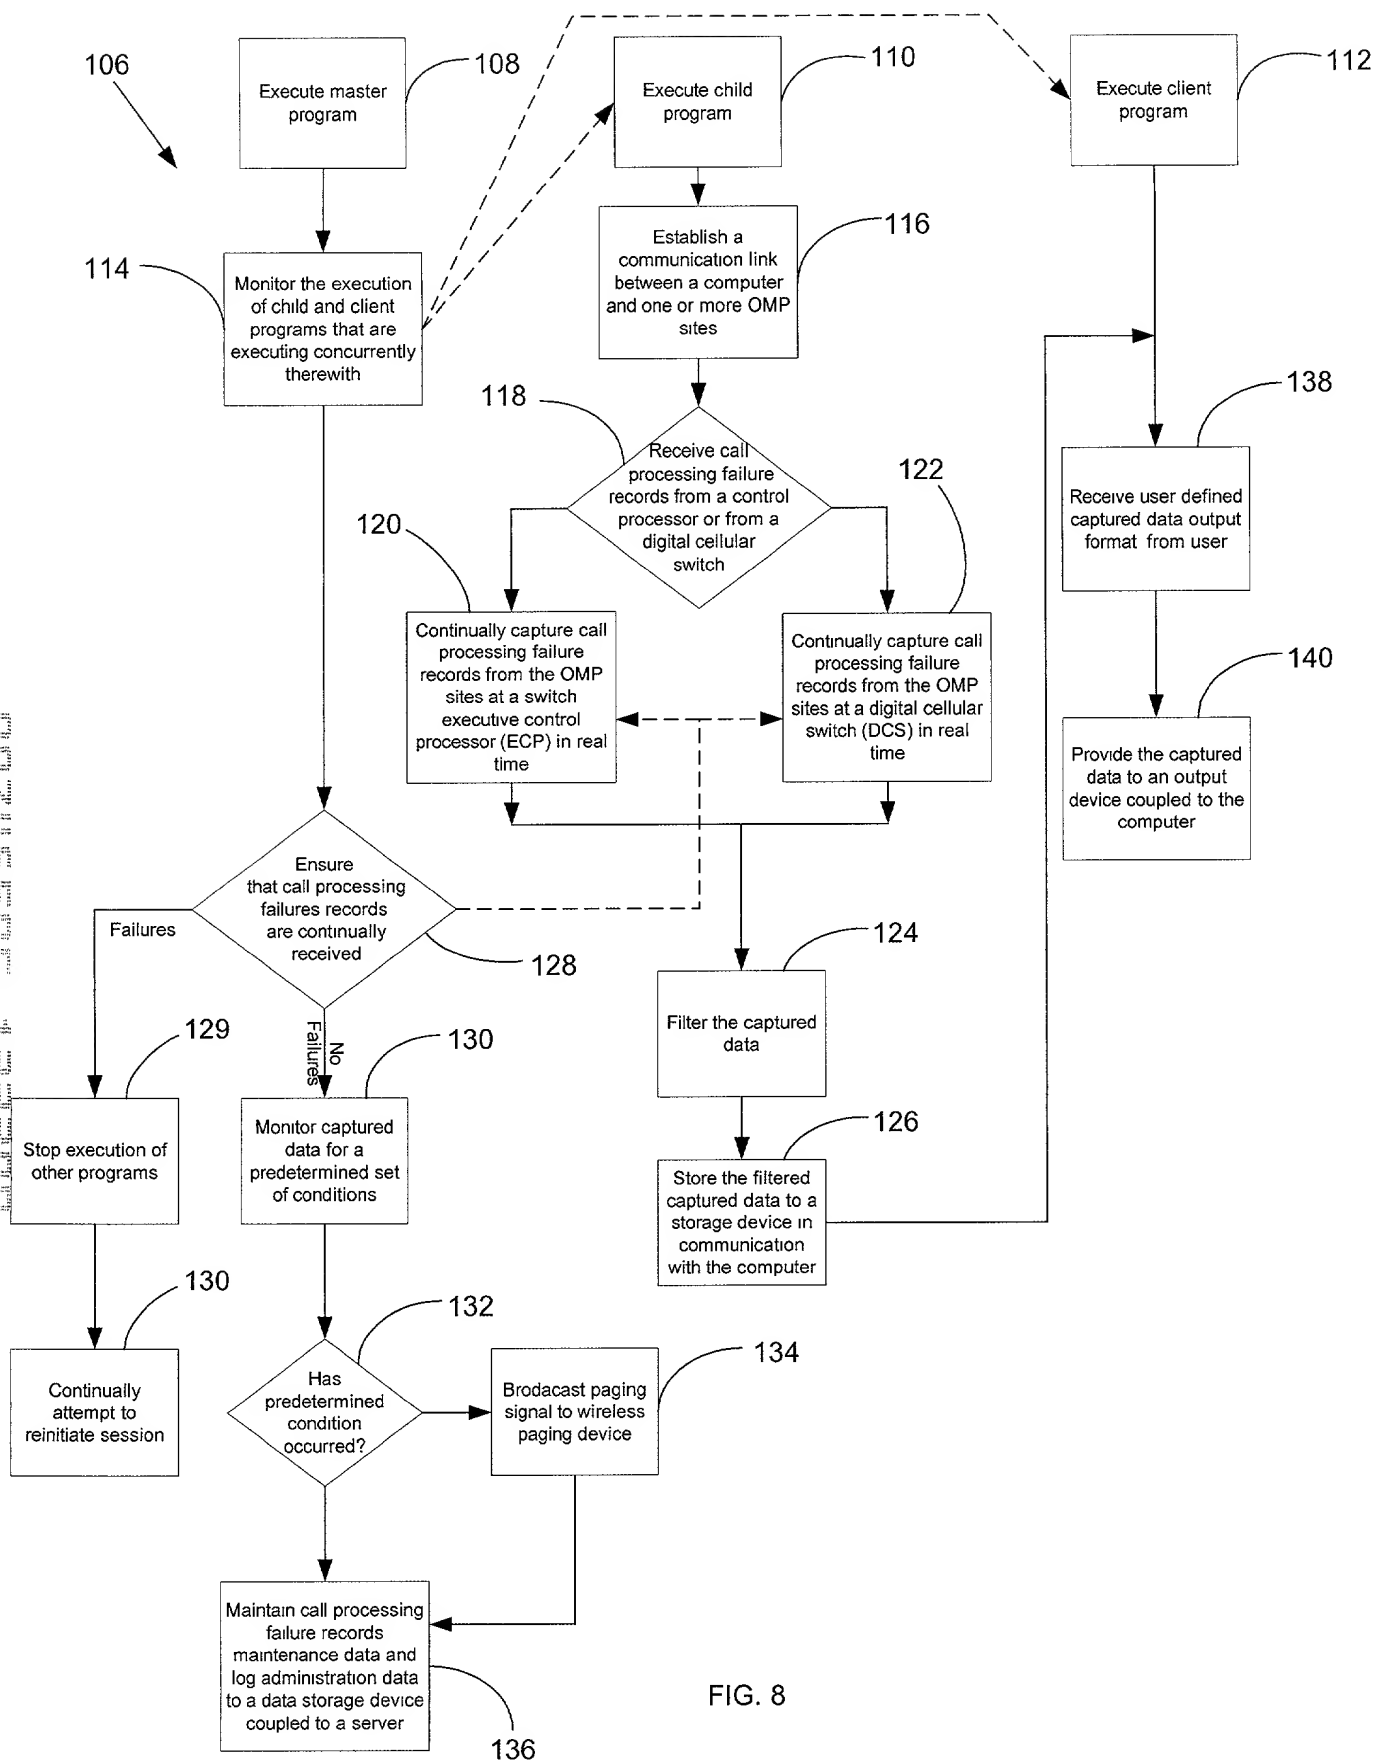 106
Execute master
program
108
Execute child
program
110
Execute client
program
112
114
Monitor the execution
of child and client
programs that are
executing concurrently
therewith
Establish a
communication link
between a computer
and one or more OMP
sites
116
118
Receive call
processing failure
records from a control
processor or from a
digital cellular
switch
120
122
Continually capture call
processing failure
records from the OMP
sites at a switch
executive control
processor (ECP) in real
time
Continually capture call
processing failure
records from the OMP
sites at a digital cellular
switch (DCS) in real
time
138
Receive user defined
captured data output
format from user
140
Provide the captured
data to an output
device coupled to the
computer
Ensure
that call processing
failures records
are continually
received
128
Failures
No
Failures
124
Filter the captured
data
126
Store the filtered
captured data to a
storage device in
communication
with the computer
129
Stop execution of
other programs
130
Monitor captured
data for a
predetermined set
of conditions
130
Continually
attempt to
reinitiate session
132
Has
predetermined
condition
occurred?
134
Brodacast paging
signal to wireless
paging device
Maintain call processing
failure records
maintenance data and
log administration data
to a data storage device
coupled to a server
136
FIG. 8